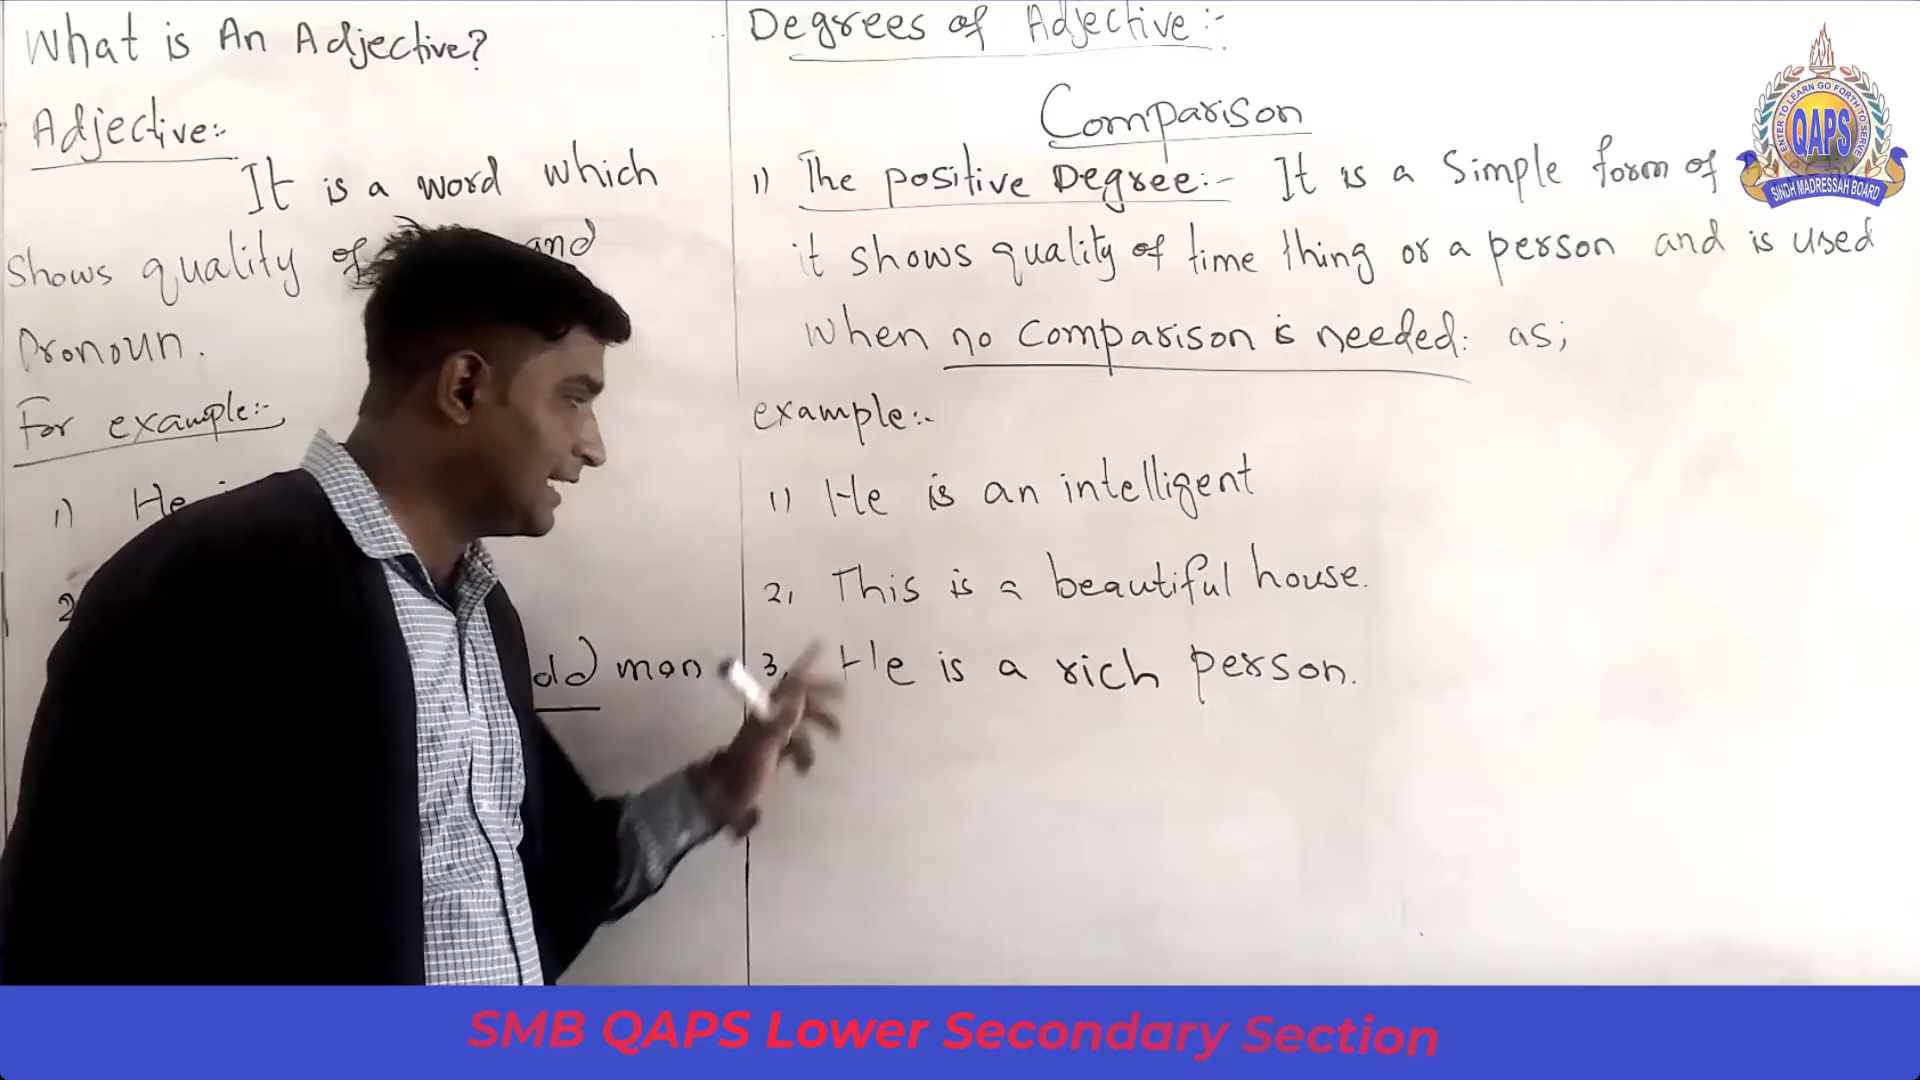 What is An Adjective?
Adjective:-
It is a word which
shows quality of and
Pronoun.
For example:-
1) He
2
old man
Degrees of Adjective:-
Comparison
1) The positive Degree:- It is a Simple form of
it shows quality of time thing or a person and is used
when no comparison is needed: as;
example:-
1) He is an intelligent
2, This is a beautiful house.
3, He is a rich person.
ENTER TO LEARN GO FORTH TO SERVE
QAPS
SINDH MADRESSAH BOARD
SMB QAPS Lower Secondary Section